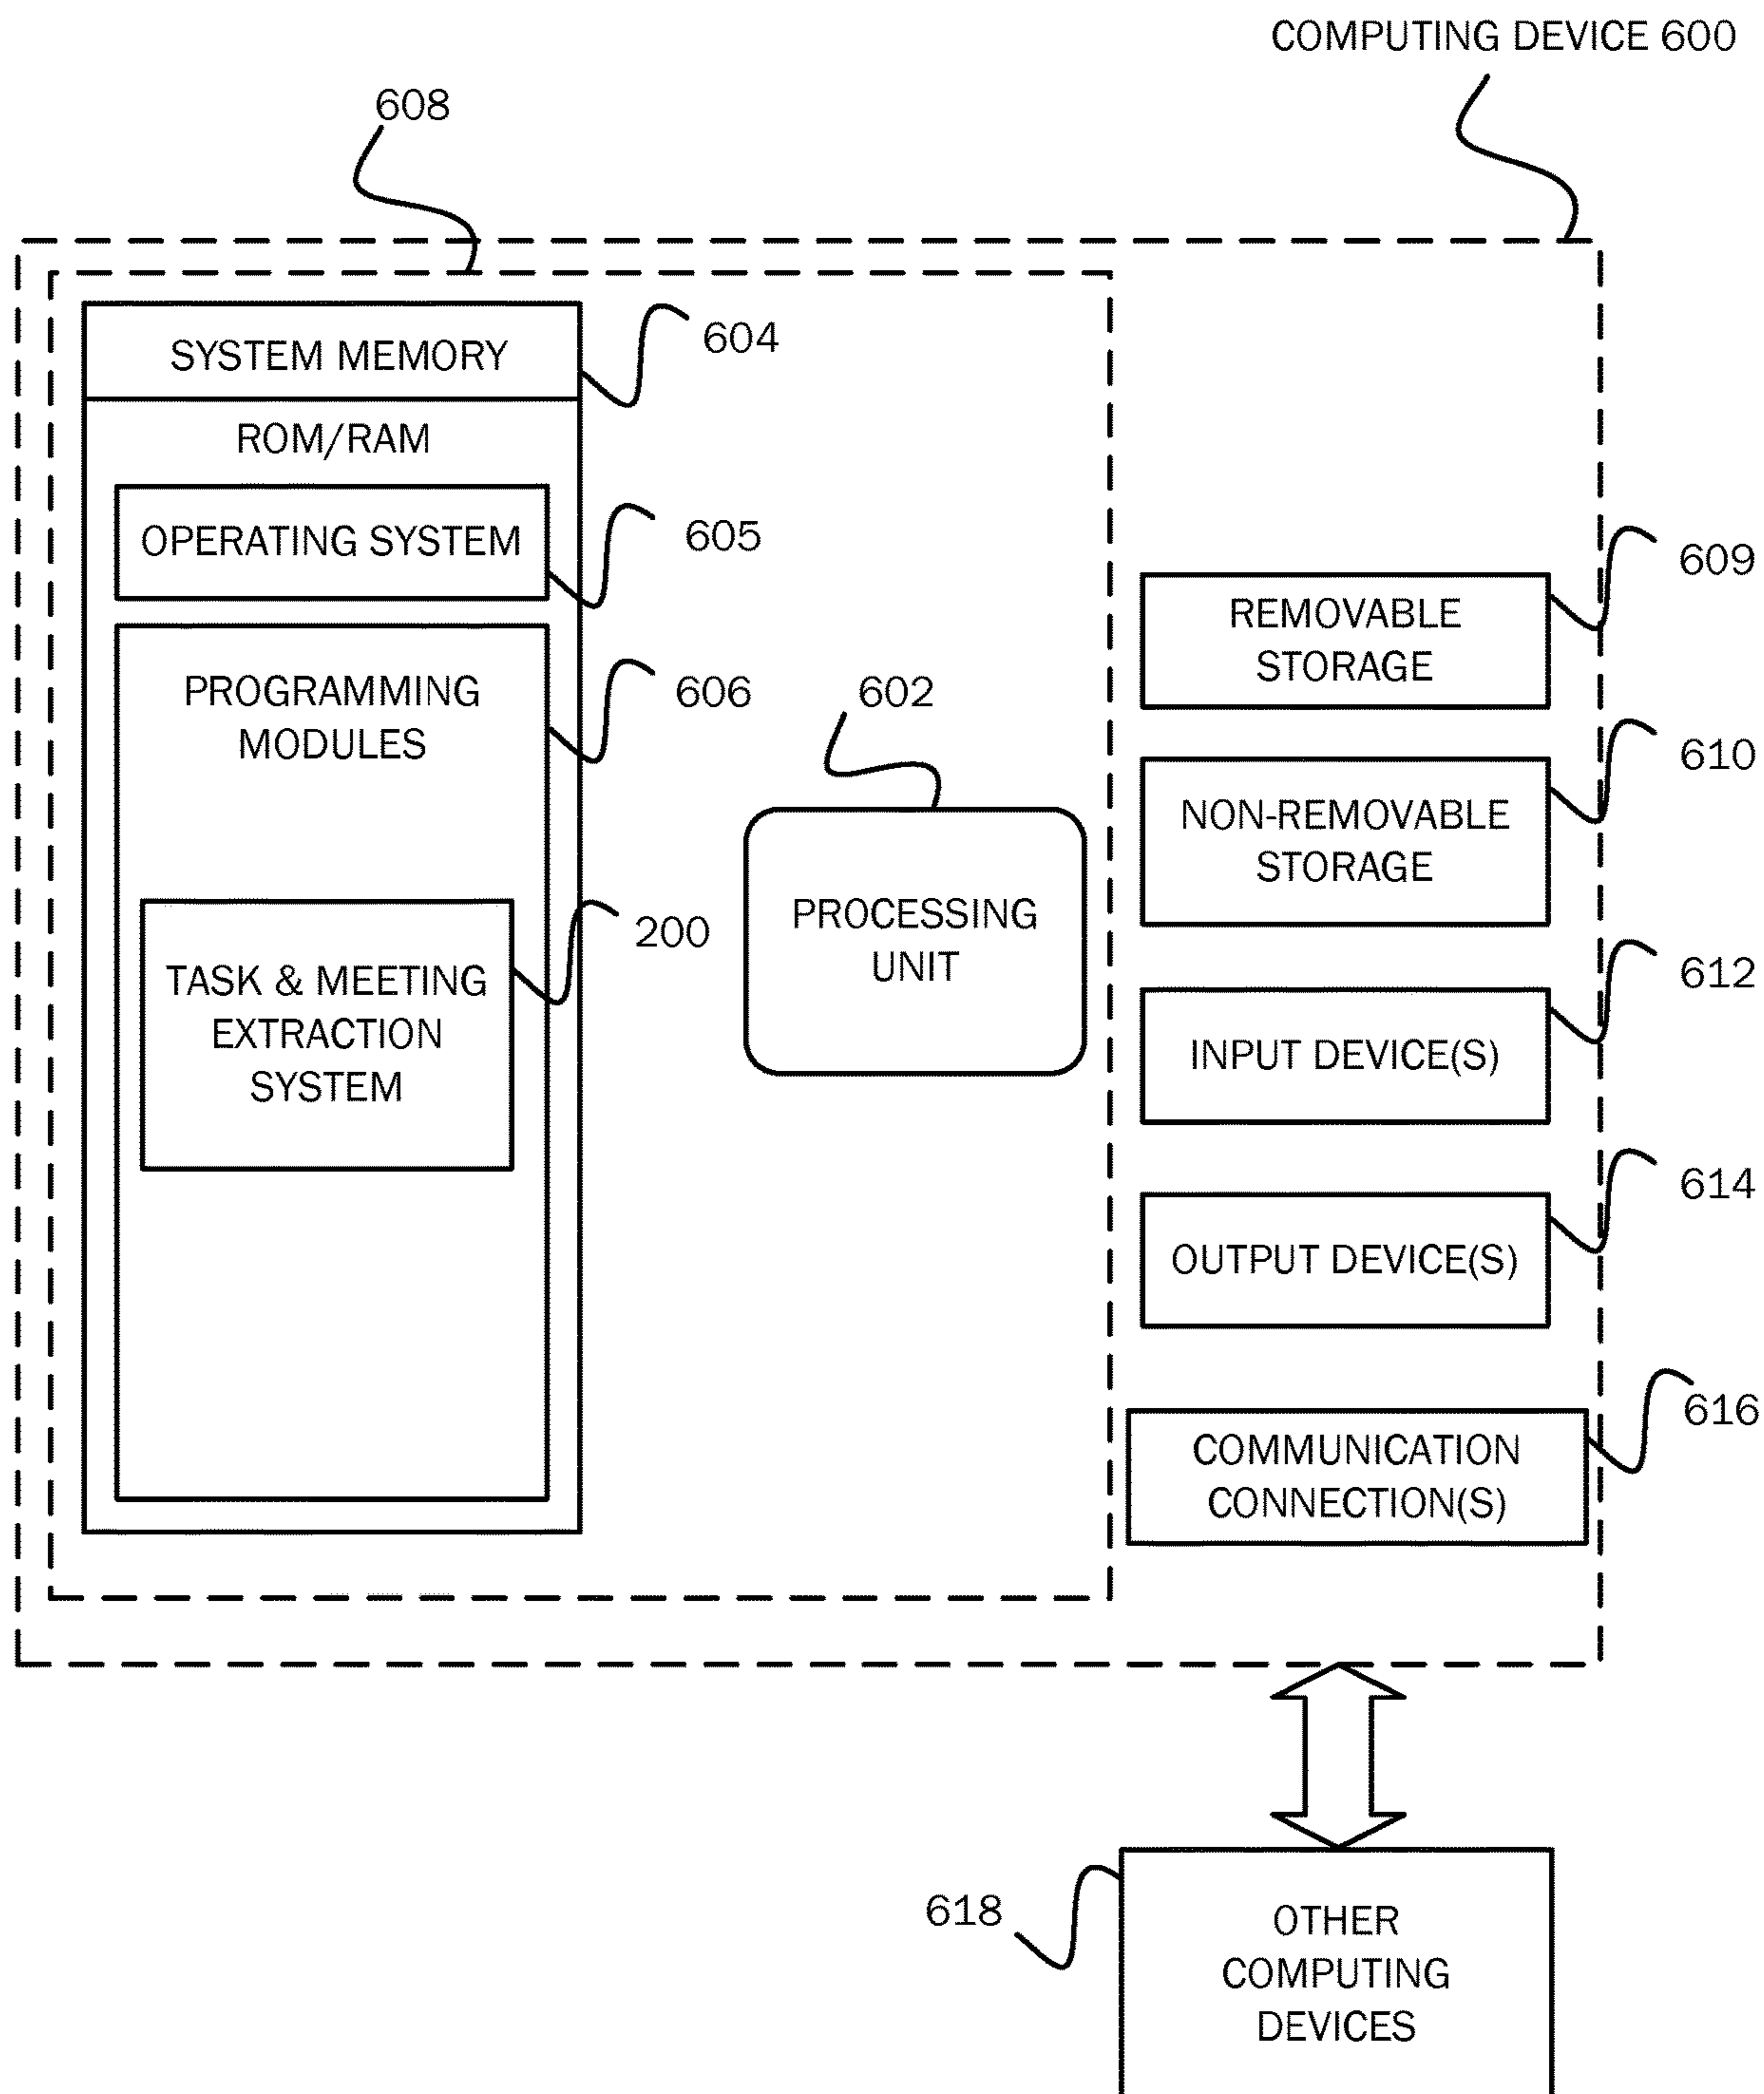 COMPUTING DEVICE 600
608
SYSTEM MEMORY
604
ROM/RAM
OPERATING SYSTEM
605
PROGRAMMING
MODULES
606
TASK & MEETING
EXTRACTION
SYSTEM
200
602
PROCESSING
UNIT
REMOVABLE
STORAGE
609
NON-REMOVABLE
STORAGE
610
INPUT DEVICE(S)
612
OUTPUT DEVICE(S)
614
COMMUNICATION
CONNECTION(S)
616
618
OTHER
COMPUTING
DEVICES